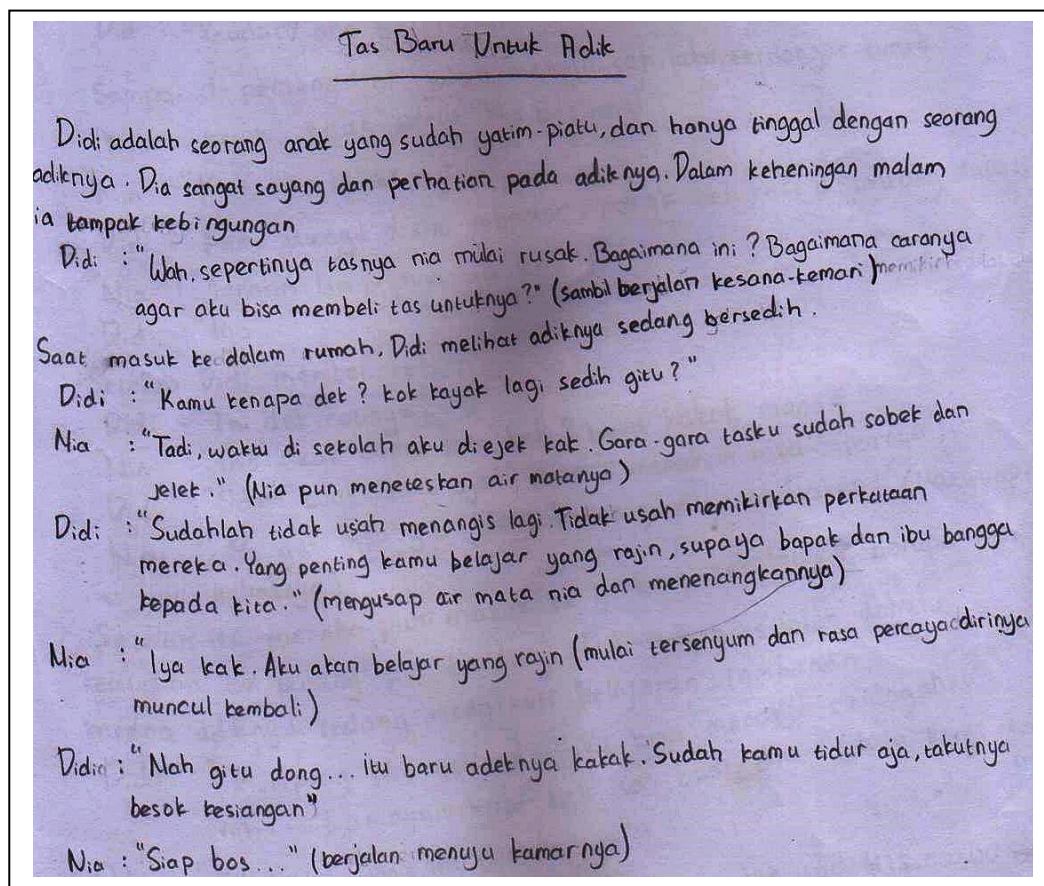 Tas Baru Untuk Adik
Didi adalah seorang anak yang sudah yatim-piatu, dan hanya tinggal dengan seorang
adiknya. Dia sangat sayang dan perhatian pada adiknya. Dalam keheningan malam
ia tampak kebingungan
Didi : "Wah, sepertinya tasnya nia mulai rusak. Bagaimana ini? Bagaimana caranya
agar aku bisa membeli tas untuknya?" (sambil berjalan kesana-kemari)
Saat masuk kedalam rumah, Didi melihat adiknya sedang bersedih.
Didi : "Kamu kenapa dek? kok kayak lagi sedih gitu?"
Nia : "Tadi, waktu di sekolah aku diejek kak. Gara-gara tasku sudah sobek dan
jelek." (Nia pun meneteskan air matanya)
Didi : "Sudahlah tidak usah menangis lagi. Tidak usah memikirkan perkataan
mereka. Yang penting kamu belajar yang rajin, supaya bapak dan ibu bangga
kepada kita." (mengusap air mata nia dan menenangkannya)
Nia : "Iya kak. Aku akan belajar yang rajin (mulai tersenyum dan rasa percayadirinya
muncul kembali)
Didi : "Nah gitu dong... itu baru adeknya kakak. Sudah kamu tidur aja, takutnya
besok kesiangan"
Nia : "Siap bos..." (berjalan menuju kamarnya)